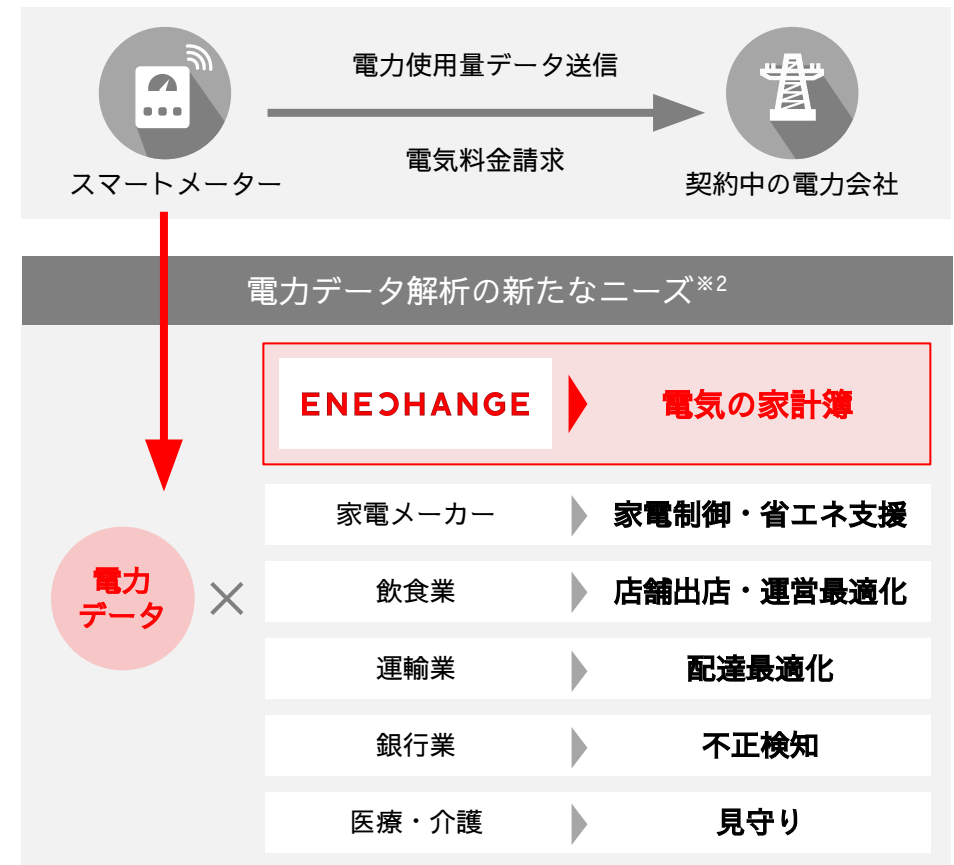 電力使用量データ送信
電気料金請求
スマートメーター
契約中の電力会社
電力データ解析の新たなニーズ※2
ENECHANGE
電気の家計簿
電力
データ
×
家電メーカー
家電制御・省エネ支援
飲食業
店舗出店・運営最適化
運輸業
配達最適化
銀行業
不正検知
医療・介護
見守り